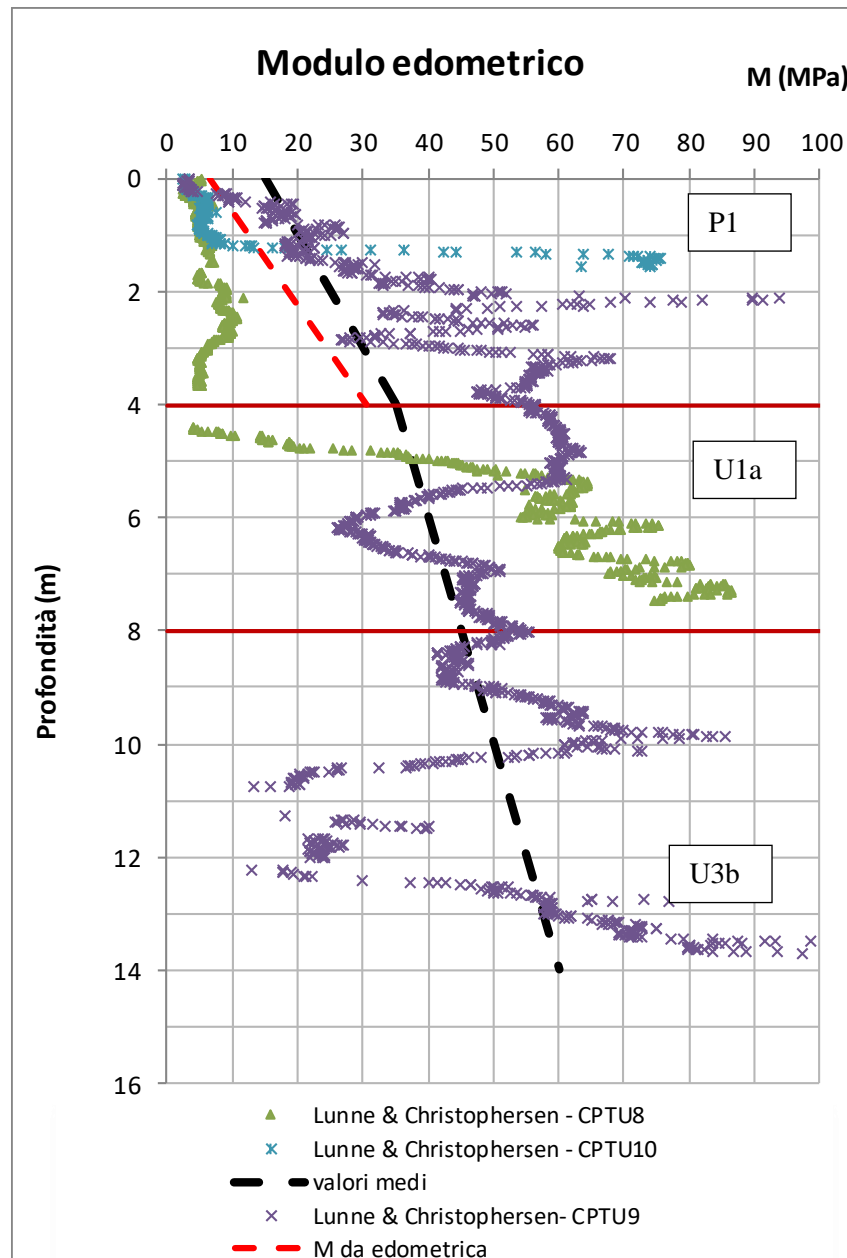 Modulo edometrico
M (MPa)
0 10 20 30 40 50 60 70 80 90 100
0
P1
2
4
U1a
6
8
Profondità (m)
10
12
U3b
14
16
Lunne & Christophersen - CPTU8
Lunne & Christophersen - CPTU10
valori medi
Lunne & Christophersen- CPTU9
M da edometrica